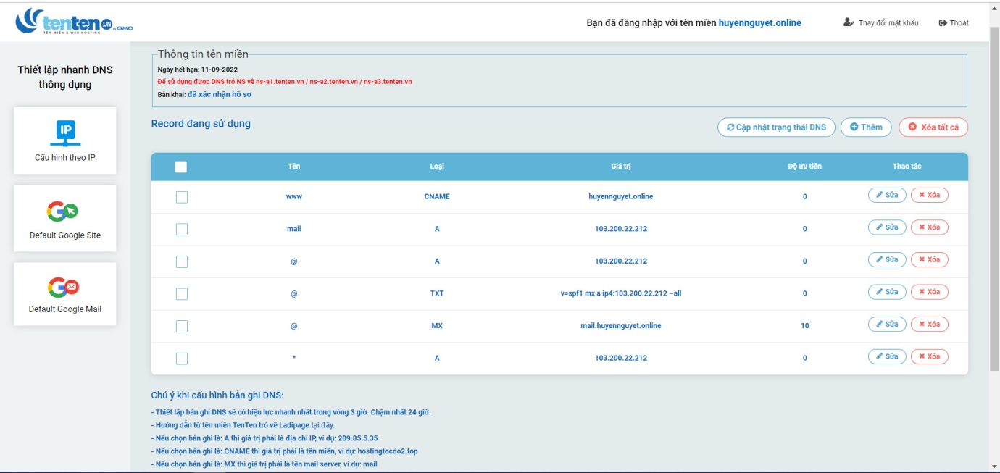 tenten.vn by GMO
TÊN MIỀN & WEB HOSTING
Bạn đã đăng nhập với tên miền huyennguyet.online
Thay đổi mật khẩu
Thoát
Thiết lập nhanh DNS
thông dụng
IP
Cấu hình theo IP
Default Google Site
Default Google Mail
Thông tin tên miền
Ngày hết hạn: 11-09-2022
Để sử dụng được DNS trỏ NS về ns-a1.tenten.vn / ns-a2.tenten.vn / ns-a3.tenten.vn
Bản khai: đã xác nhận hồ sơ
Record đang sử dụng
Cập nhật trạng thái DNS
Thêm
Xóa tất cả
Tên Loại Giá trị Độ ưu tiên Thao tác
www CNAME huyennguyet.online 0 Sửa Xóa
mail A 103.200.22.212 0 Sửa Xóa
@ A 103.200.22.212 0 Sửa Xóa
@ TXT v=spf1 mx a ip4:103.200.22.212 ~all 0 Sửa Xóa
@ MX mail.huyennguyet.online 10 Sửa Xóa
* A 103.200.22.212 0 Sửa Xóa
Chú ý khi cấu hình bản ghi DNS:
- Thiết lập bản ghi DNS sẽ có hiệu lực nhanh nhất trong vòng 3 giờ. Chậm nhất 24 giờ.
- Hướng dẫn từ tên miền TenTen trỏ về Ladipage tại đây.
- Nếu chọn bản ghi là: A thì giá trị phải là địa chỉ IP, ví dụ: 209.85.5.35
- Nếu chọn bản ghi là: CNAME thì giá trị phải là tên miền, ví dụ: hostingtocdo2.top
- Nếu chọn bản ghi là: MX thì giá trị phải là tên mail server, ví dụ: mail